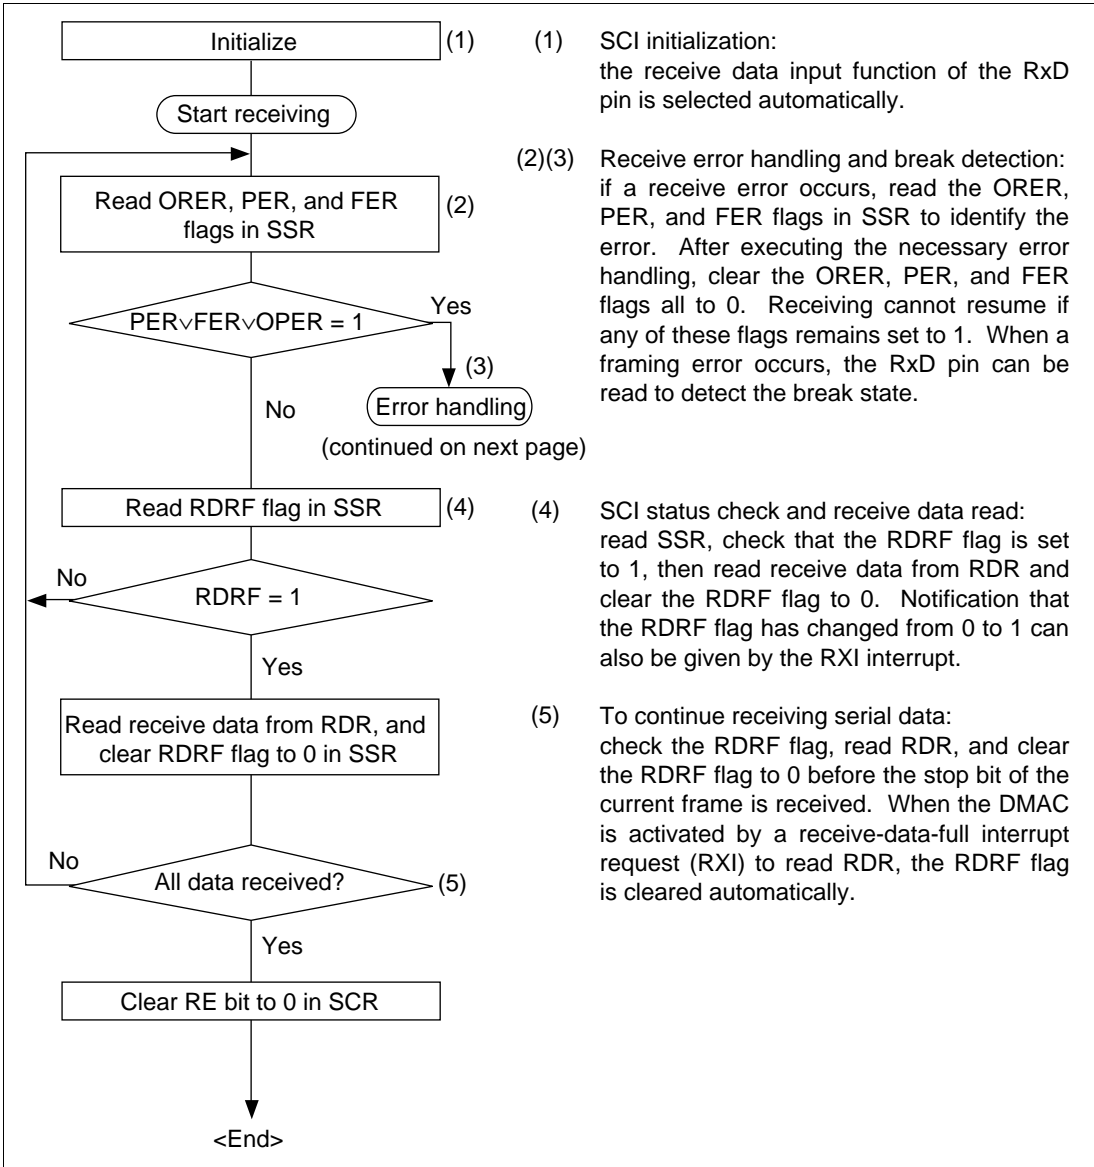 Initialize (1)
Start receiving
Read ORER, PER, and FER
flags in SSR
(2)
PER∨FER∨OPER = 1
Yes
(3)
Error handling
(continued on next page)
No
Read RDRF flag in SSR (4)
No
RDRF = 1
Yes
Read receive data from RDR, and
clear RDRF flag to 0 in SSR
No
All data received? (5)
Yes
Clear RE bit to 0 in SCR
<End>
(1) SCI initialization:
the receive data input function of the RxD
pin is selected automatically.
(2)(3) Receive error handling and break detection:
if a receive error occurs, read the ORER,
PER, and FER flags in SSR to identify the
error. After executing the necessary error
handling, clear the ORER, PER, and FER
flags all to 0. Receiving cannot resume if
any of these flags remains set to 1. When a
framing error occurs, the RxD pin can be
read to detect the break state.
(4) SCI status check and receive data read:
read SSR, check that the RDRF flag is set
to 1, then read receive data from RDR and
clear the RDRF flag to 0. Notification that
the RDRF flag has changed from 0 to 1 can
also be given by the RXI interrupt.
(5) To continue receiving serial data:
check the RDRF flag, read RDR, and clear
the RDRF flag to 0 before the stop bit of the
current frame is received. When the DMAC
is activated by a receive-data-full interrupt
request (RXI) to read RDR, the RDRF flag
is cleared automatically.